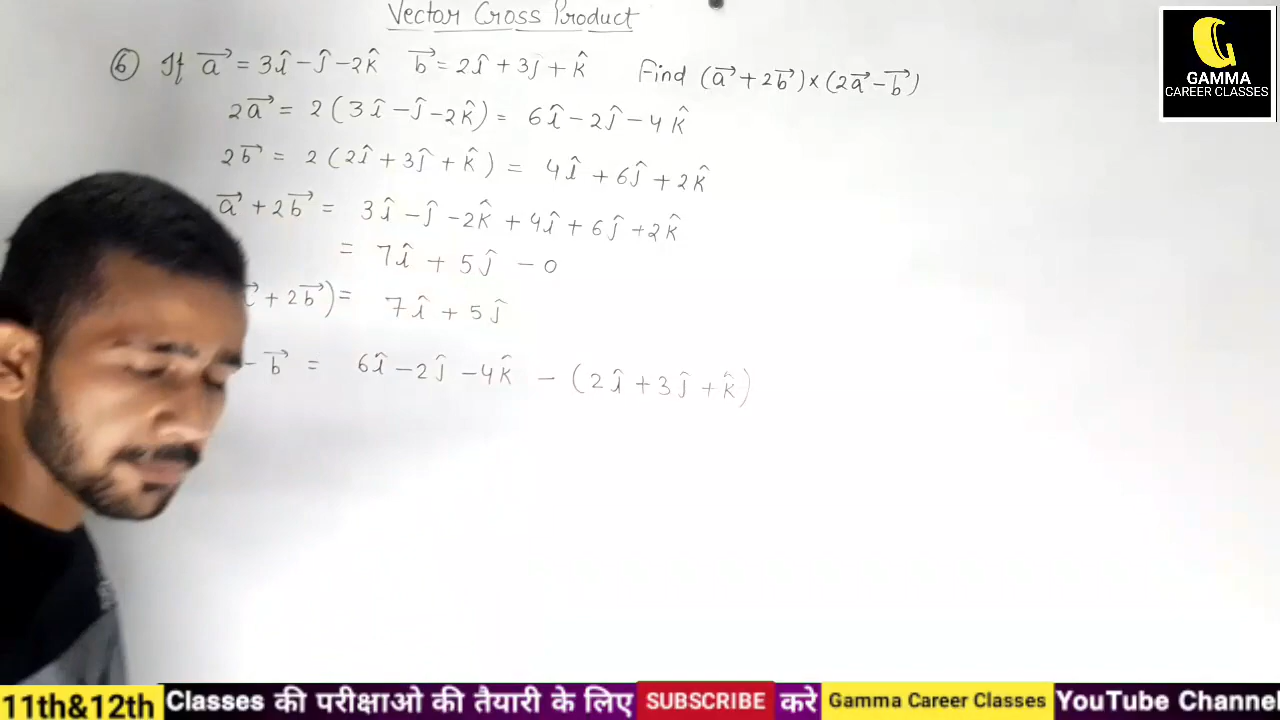 Vector Cross Product
⑥ If a⃗ = 3î - ĵ - 2k̂ b⃗ = 2î + 3ĵ + k̂ Find (a⃗ + 2b⃗) × (2a⃗ - b⃗)
2a⃗ = 2(3î - ĵ - 2k̂) = 6î - 2ĵ - 4k̂
2b⃗ = 2(2î + 3ĵ + k̂) = 4î + 6ĵ + 2k̂
a⃗ + 2b⃗ = 3î - ĵ - 2k̂ + 4î + 6ĵ + 2k̂
= 7î + 5ĵ - 0
+ 2b⃗) = 7î + 5ĵ
- b⃗ = 6î - 2ĵ - 4k̂ - (2î + 3ĵ + k̂)
GAMMA
CAREER CLASSES
11th&12th Classes की परीक्षाओ की तैयारी के लिए SUBSCRIBE करे Gamma Career Classes YouTube Channel